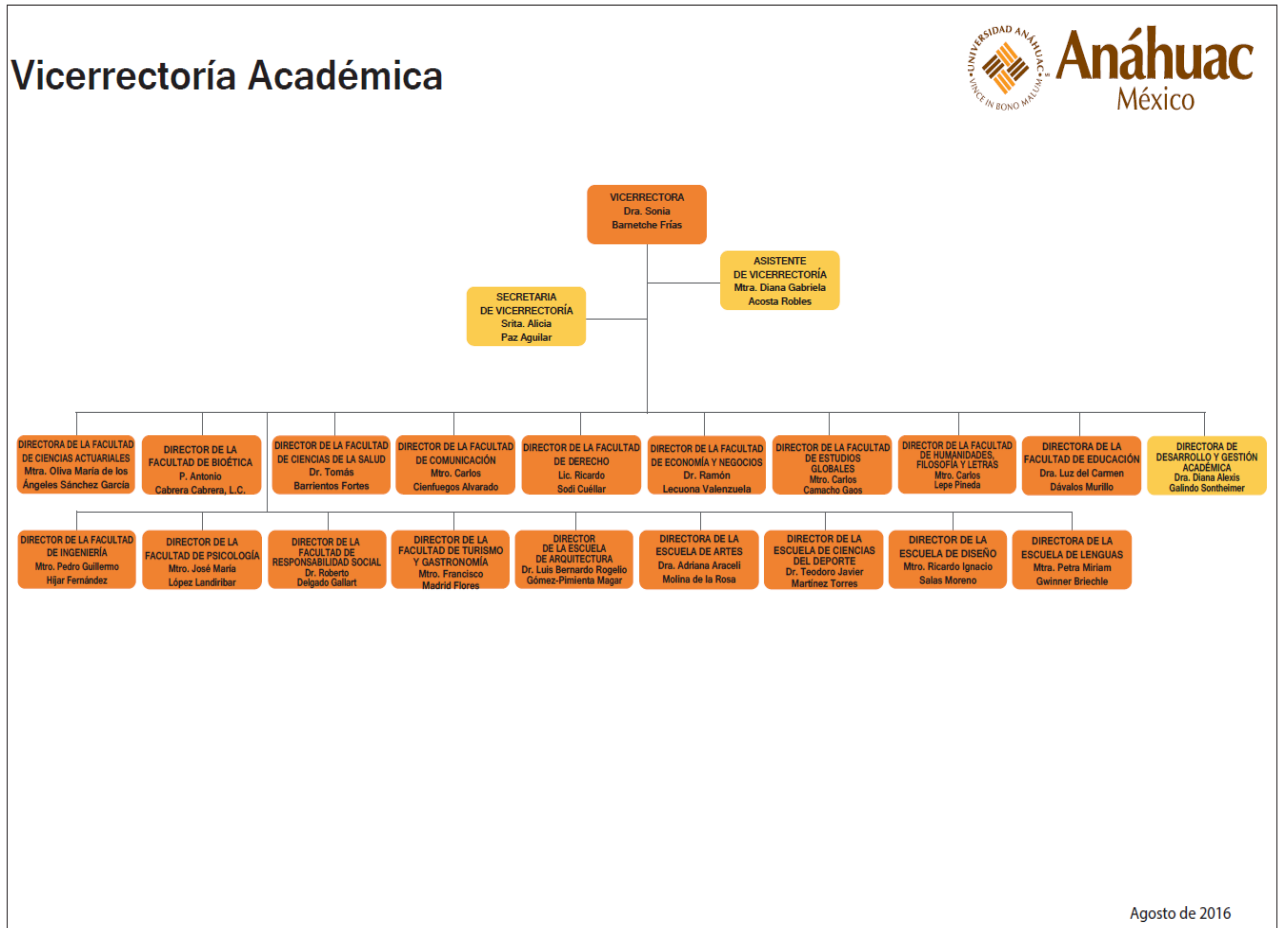 Vicerrectoría Académica
UNIVERSIDAD ANÁHUAC
VINCE IN BONO MALUM
Anáhuac
México
VICERRECTORA
Dra. Sonia
Barnetche Frías
ASISTENTE
DE VICERRECTORÍA
Mtra. Diana Gabriela
Acosta Robles
SECRETARIA
DE VICERRECTORÍA
Srita. Alicia
Paz Aguilar
DIRECTORA DE LA FACULTAD
DE CIENCIAS ACTUARIALES
Mtra. Oliva María de los
Ángeles Sánchez García
DIRECTOR DE LA
FACULTAD DE BIOÉTICA
P. Antonio
Cabrera Cabrera, L.C.
DIRECTOR DE LA FACULTAD
DE CIENCIAS DE LA SALUD
Dr. Tomás
Barrientos Fortes
DIRECTOR DE LA FACULTAD
DE COMUNICACIÓN
Mtro. Carlos
Cienfuegos Alvarado
DIRECTOR DE LA FACULTAD
DE DERECHO
Lic. Ricardo
Sodi Cuéllar
DIRECTOR DE LA FACULTAD
DE ECONOMÍA Y NEGOCIOS
Dr. Ramón
Lecuona Valenzuela
DIRECTOR DE LA FACULTAD
DE ESTUDIOS
GLOBALES
Mtro. Carlos
Camacho Gaos
DIRECTOR DE LA FACULTAD
DE HUMANIDADES,
FILOSOFÍA Y LETRAS
Mtro. Carlos
Lepe Pineda
DIRECTORA DE LA
FACULTAD DE EDUCACIÓN
Dra. Luz del Carmen
Dávalos Murillo
DIRECTORA DE
DESARROLLO Y GESTIÓN
ACADÉMICA
Dra. Diana Alexis
Galindo Sontheimer
DIRECTOR DE LA FACULTAD
DE INGENIERÍA
Mtro. Pedro Guillermo
Híjar Fernández
DIRECTOR DE LA
FACULTAD DE PSICOLOGÍA
Mtro. José María
López Landiribar
DIRECTOR DE LA
FACULTAD DE
RESPONSABILIDAD SOCIAL
Dr. Roberto
Delgado Gallart
DIRECTOR DE LA
FACULTAD DE TURISMO
Y GASTRONOMÍA
Mtro. Francisco
Madrid Flores
DIRECTOR
DE LA ESCUELA
DE ARQUITECTURA
Dr. Luis Bernardo Rogelio
Gómez-Pimienta Magar
DIRECTORA DE LA
ESCUELA DE ARTES
Dra. Adriana Araceli
Molina de la Rosa
DIRECTOR DE LA
ESCUELA DE CIENCIAS
DEL DEPORTE
Dr. Teodoro Javier
Martínez Torres
DIRECTOR DE LA
ESCUELA DE DISEÑO
Mtro. Ricardo Ignacio
Salas Moreno
DIRECTORA DE LA
ESCUELA DE LENGUAS
Mtra. Petra Miriam
Gwinner Briechle
Agosto de 2016